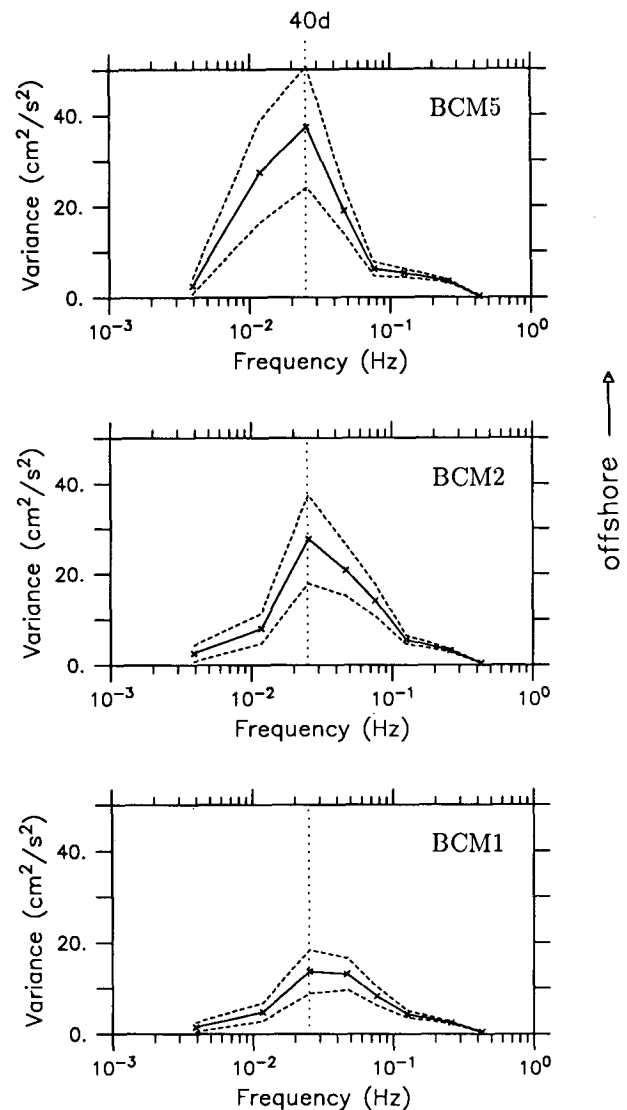 40d
BCM5
Variance (cm²/s²)
40.
20.
0.
10⁻³ 10⁻² 10⁻¹ 10⁰
Frequency (Hz)
BCM2
Variance (cm²/s²)
40.
20.
0.
10⁻³ 10⁻² 10⁻¹ 10⁰
Frequency (Hz)
offshore
BCM1
Variance (cm²/s²)
40.
20.
0.
10⁻³ 10⁻² 10⁻¹ 10⁰
Frequency (Hz)